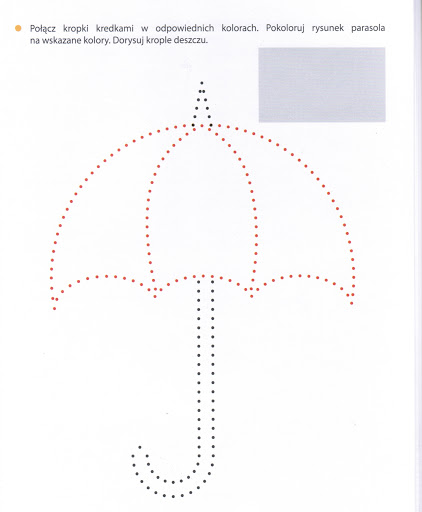 Połącz kropki kredkami w odpowiednich kolorach. Pokoloruj rysunek parasola
na wskazane kolory. Dorysuj krople deszczu.